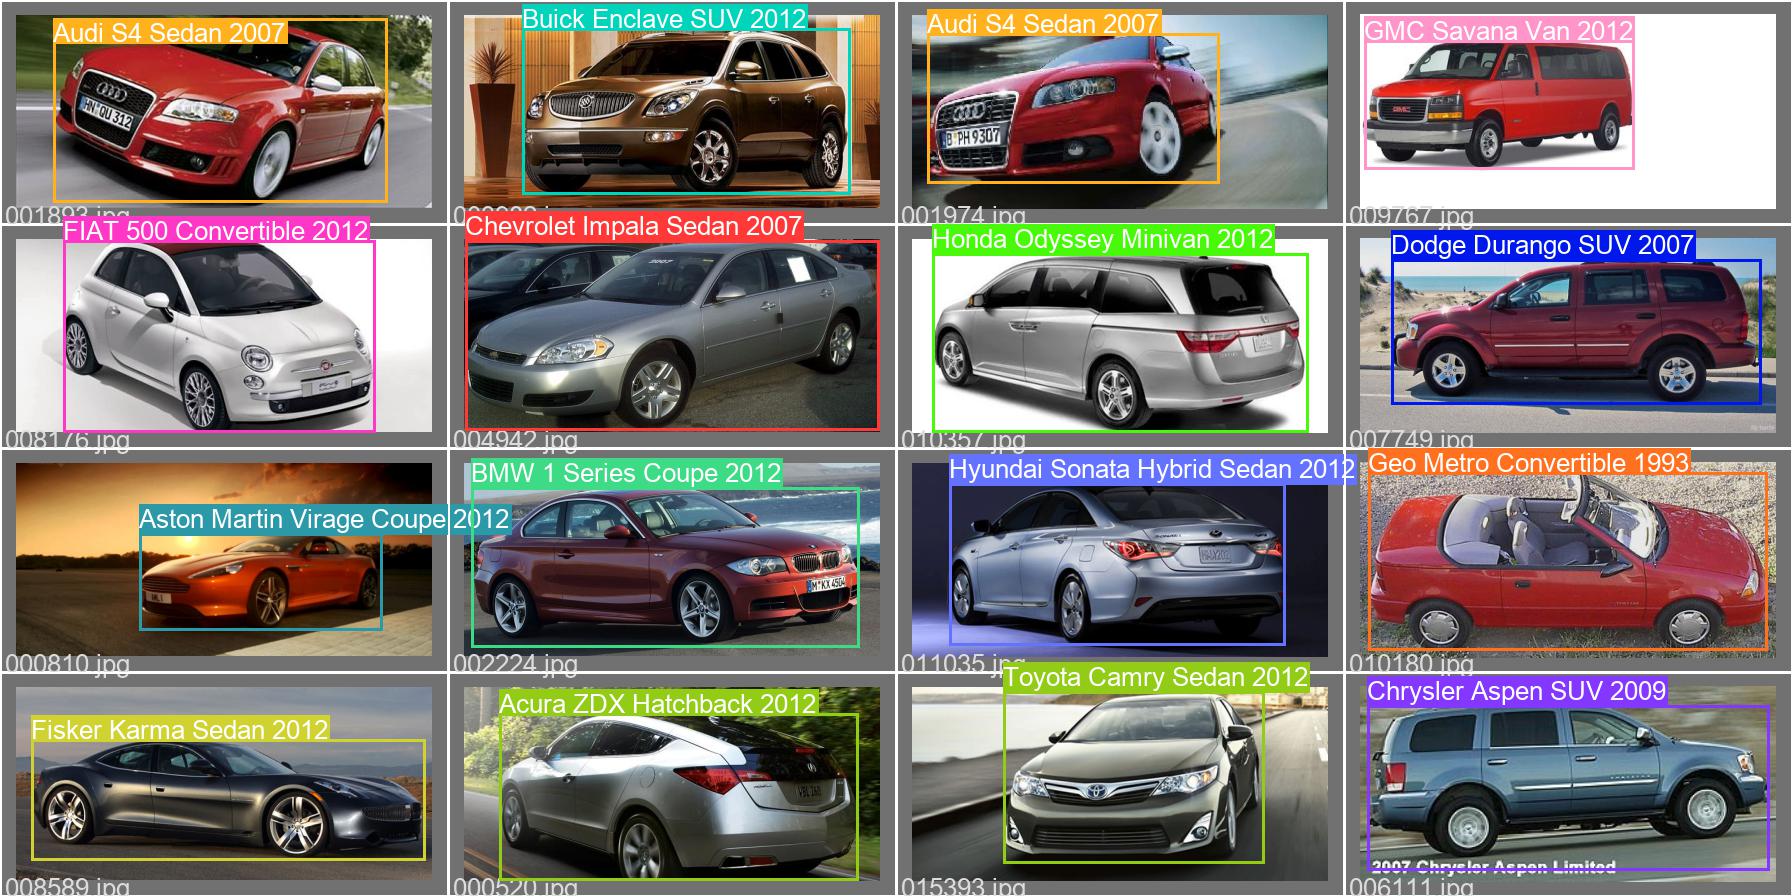 Audi S4 Sedan 2007
HN·QU 312
001893.jpg
Buick Enclave SUV 2012
Audi S4 Sedan 2007
B PH 9307
001974.jpg
GMC Savana Van 2012
GMC
009767.jpg
FIAT 500 Convertible 2012
008176.jpg
Chevrolet Impala Sedan 2007
2007
004942.jpg
Honda Odyssey Minivan 2012
010357.jpg
Dodge Durango SUV 2007
007749.jpg
Aston Martin Virage Coupe 2012
000810.jpg
BMW 1 Series Coupe 2012
M·KX 4504
002224.jpg
Hyundai Sonata Hybrid Sedan 2012
011035.jpg
Geo Metro Convertible 1993
010180.jpg
Fisker Karma Sedan 2012
008589.jpg
Acura ZDX Hatchback 2012
000520.jpg
Toyota Camry Sedan 2012
015393.jpg
Chrysler Aspen SUV 2009
2007 Chrysler Aspen Limited
006111.jpg